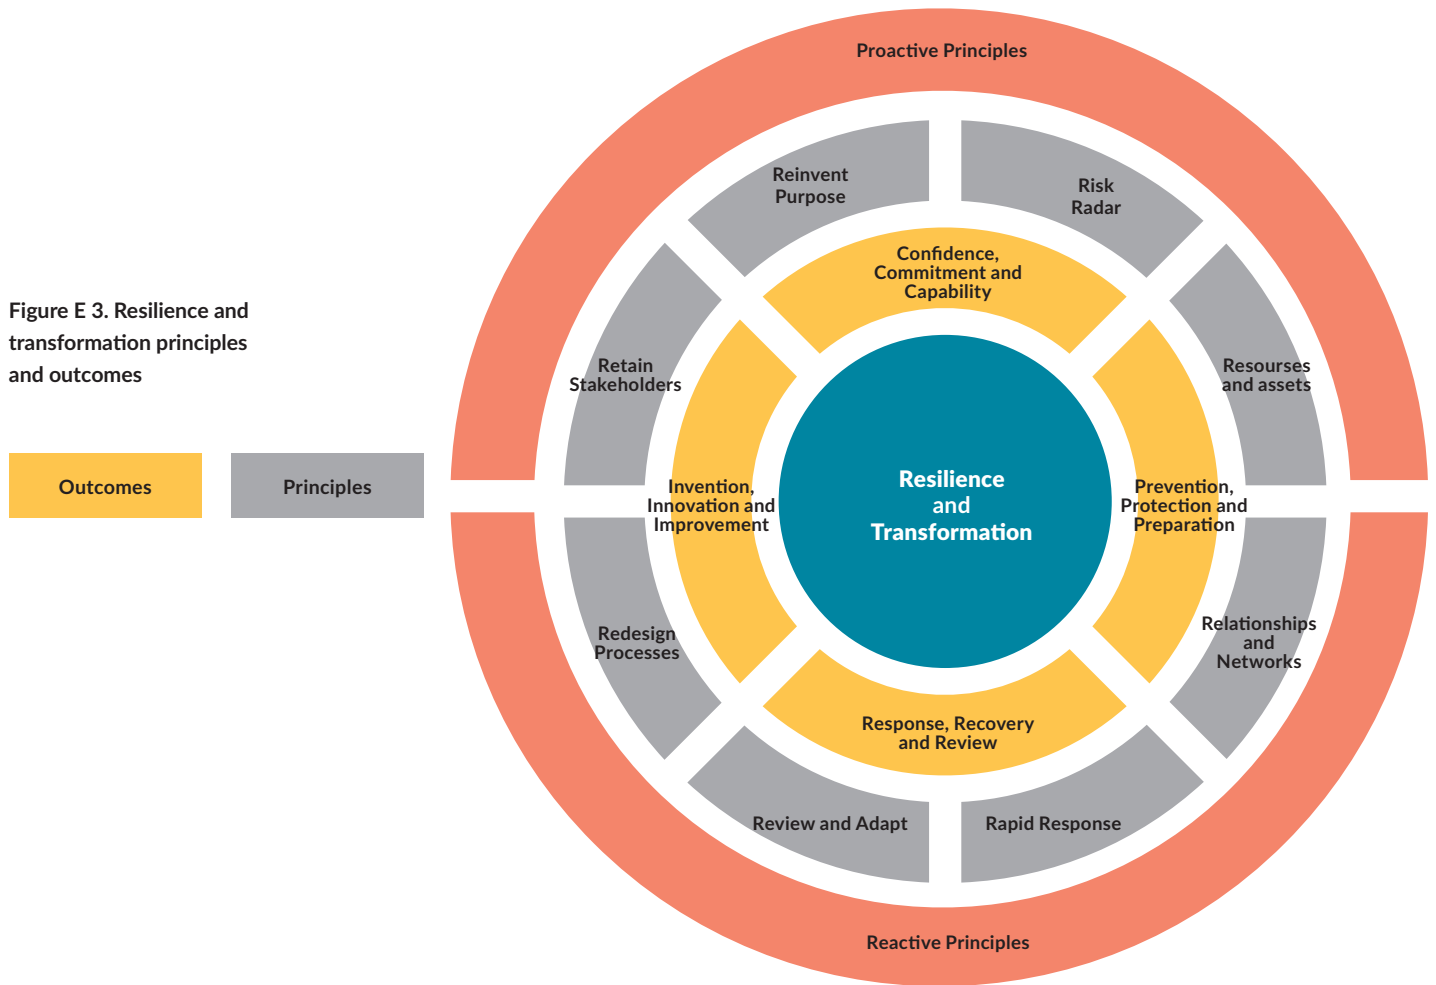 Figure E 3. Resilience and
transformation principles
and outcomes
Outcomes
Principles
Proactive Principles
Reinvent
Purpose
Risk
Radar
Confidence,
Commitment and
Capability
Retain
Stakeholders
Resourses
and assets
Invention,
Innovation and
Improvement
Resilience
and
Transformation
Prevention,
Protection and
Preparation
Redesign
Processes
Relationships
and
Networks
Response, Recovery
and Review
Review and Adapt
Rapid Response
Reactive Principles